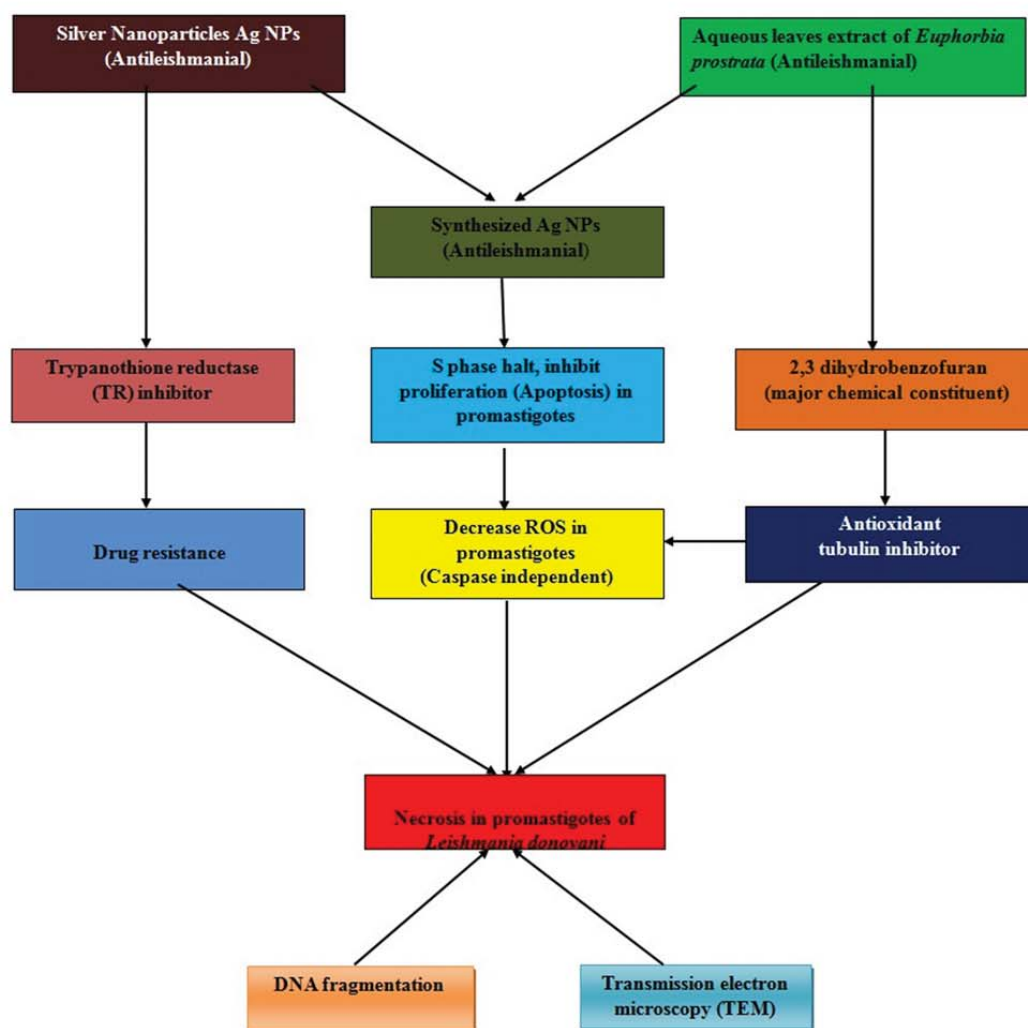 Silver Nanoparticles Ag NPs
(Antileishmanial)
Aqueous leaves extract of Euphorbia
prostrata (Antileishmanial)
Synthesized Ag NPs
(Antileishmanial)
Trypanothione reductase
(TR) inhibitor
S phase halt, inhibit
proliferation (Apoptosis) in
promastigotes
2,3 dihydrobenzofuran
(major chemical constituent)
Drug resistance
Decrease ROS in
promastigotes
(Caspase independent)
Antioxidant
tubulin inhibitor
Necrosis in promastigotes of
Leishmania donovani
DNA fragmentation
Transmission electron
microscopy (TEM)